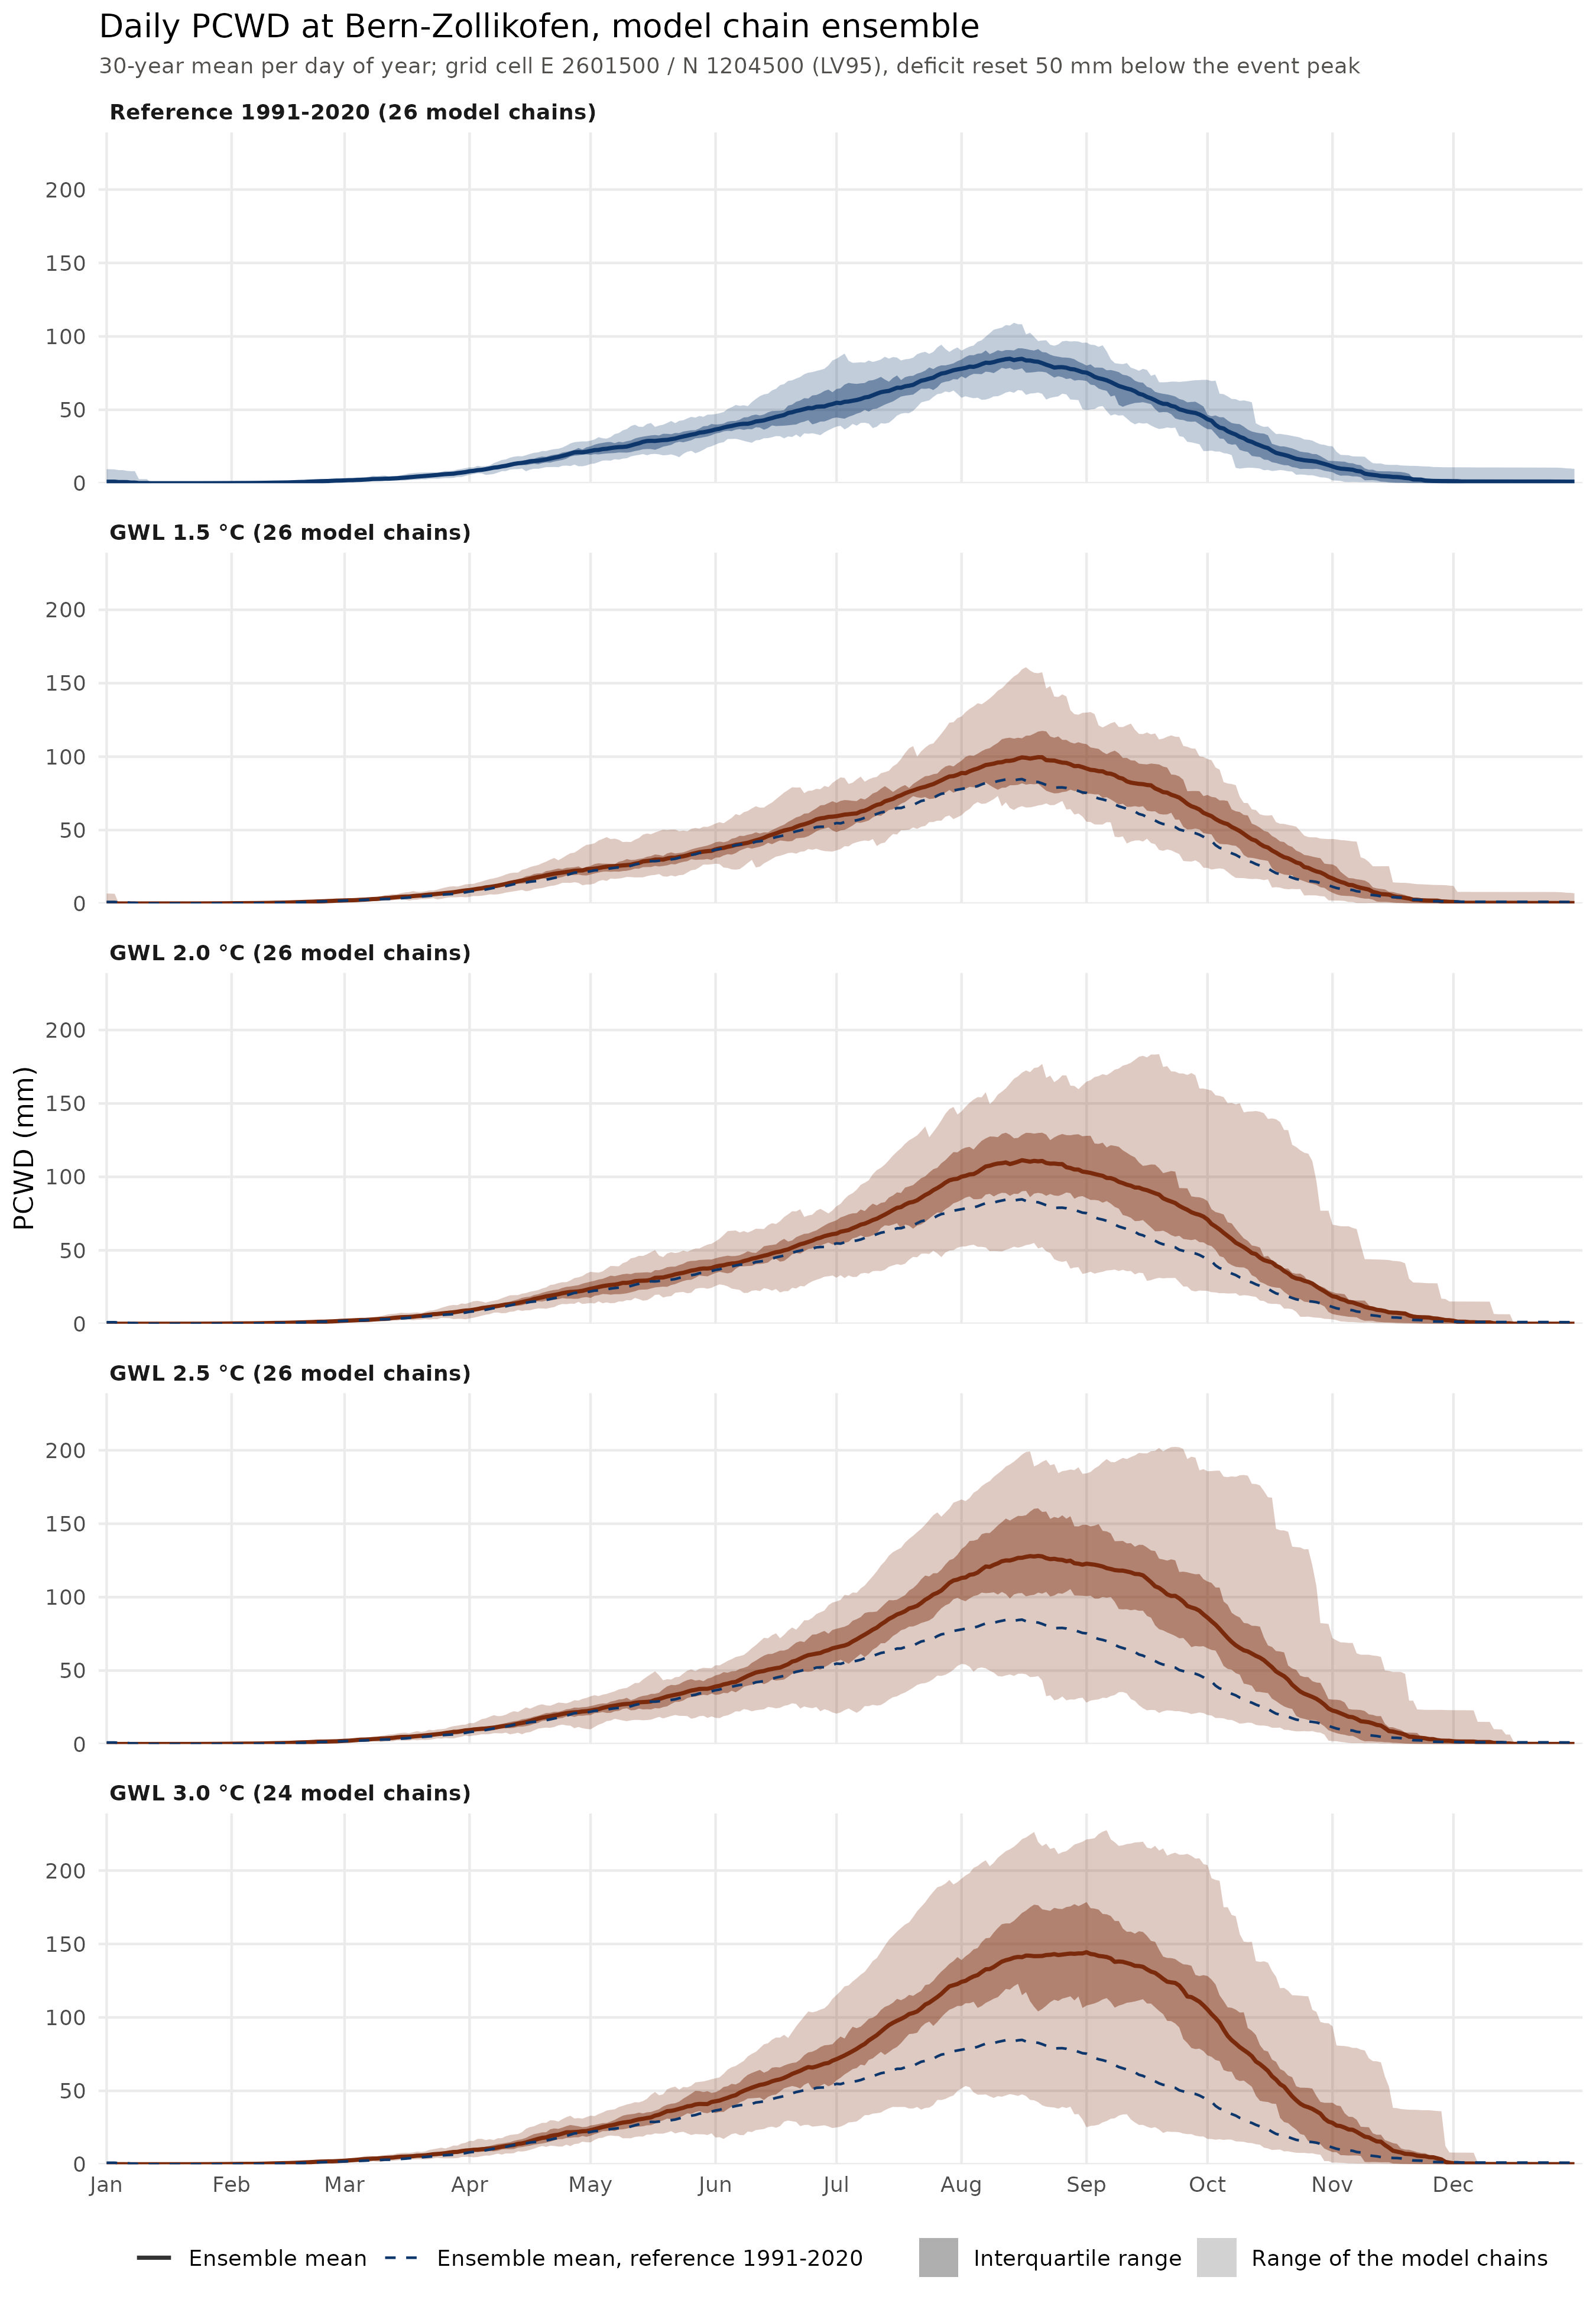 Daily PCWD at Bern-Zollikofen, model chain ensemble
30-year mean per day of year; grid cell E 2601500 / N 1204500 (LV95), deficit reset 50 mm below the event peak
Reference 1991-2020 (26 model chains)
200
150
100
50
0
GWL 1.5 °C (26 model chains)
200
150
100
50
0
GWL 2.0 °C (26 model chains)
200
150
100
50
0
PCWD (mm)
GWL 2.5 °C (26 model chains)
200
150
100
50
0
GWL 3.0 °C (24 model chains)
200
150
100
50
0
Jan Feb Mar Apr May Jun Jul Aug Sep Oct Nov Dec
Ensemble mean Ensemble mean, reference 1991-2020 Interquartile range Range of the model chains